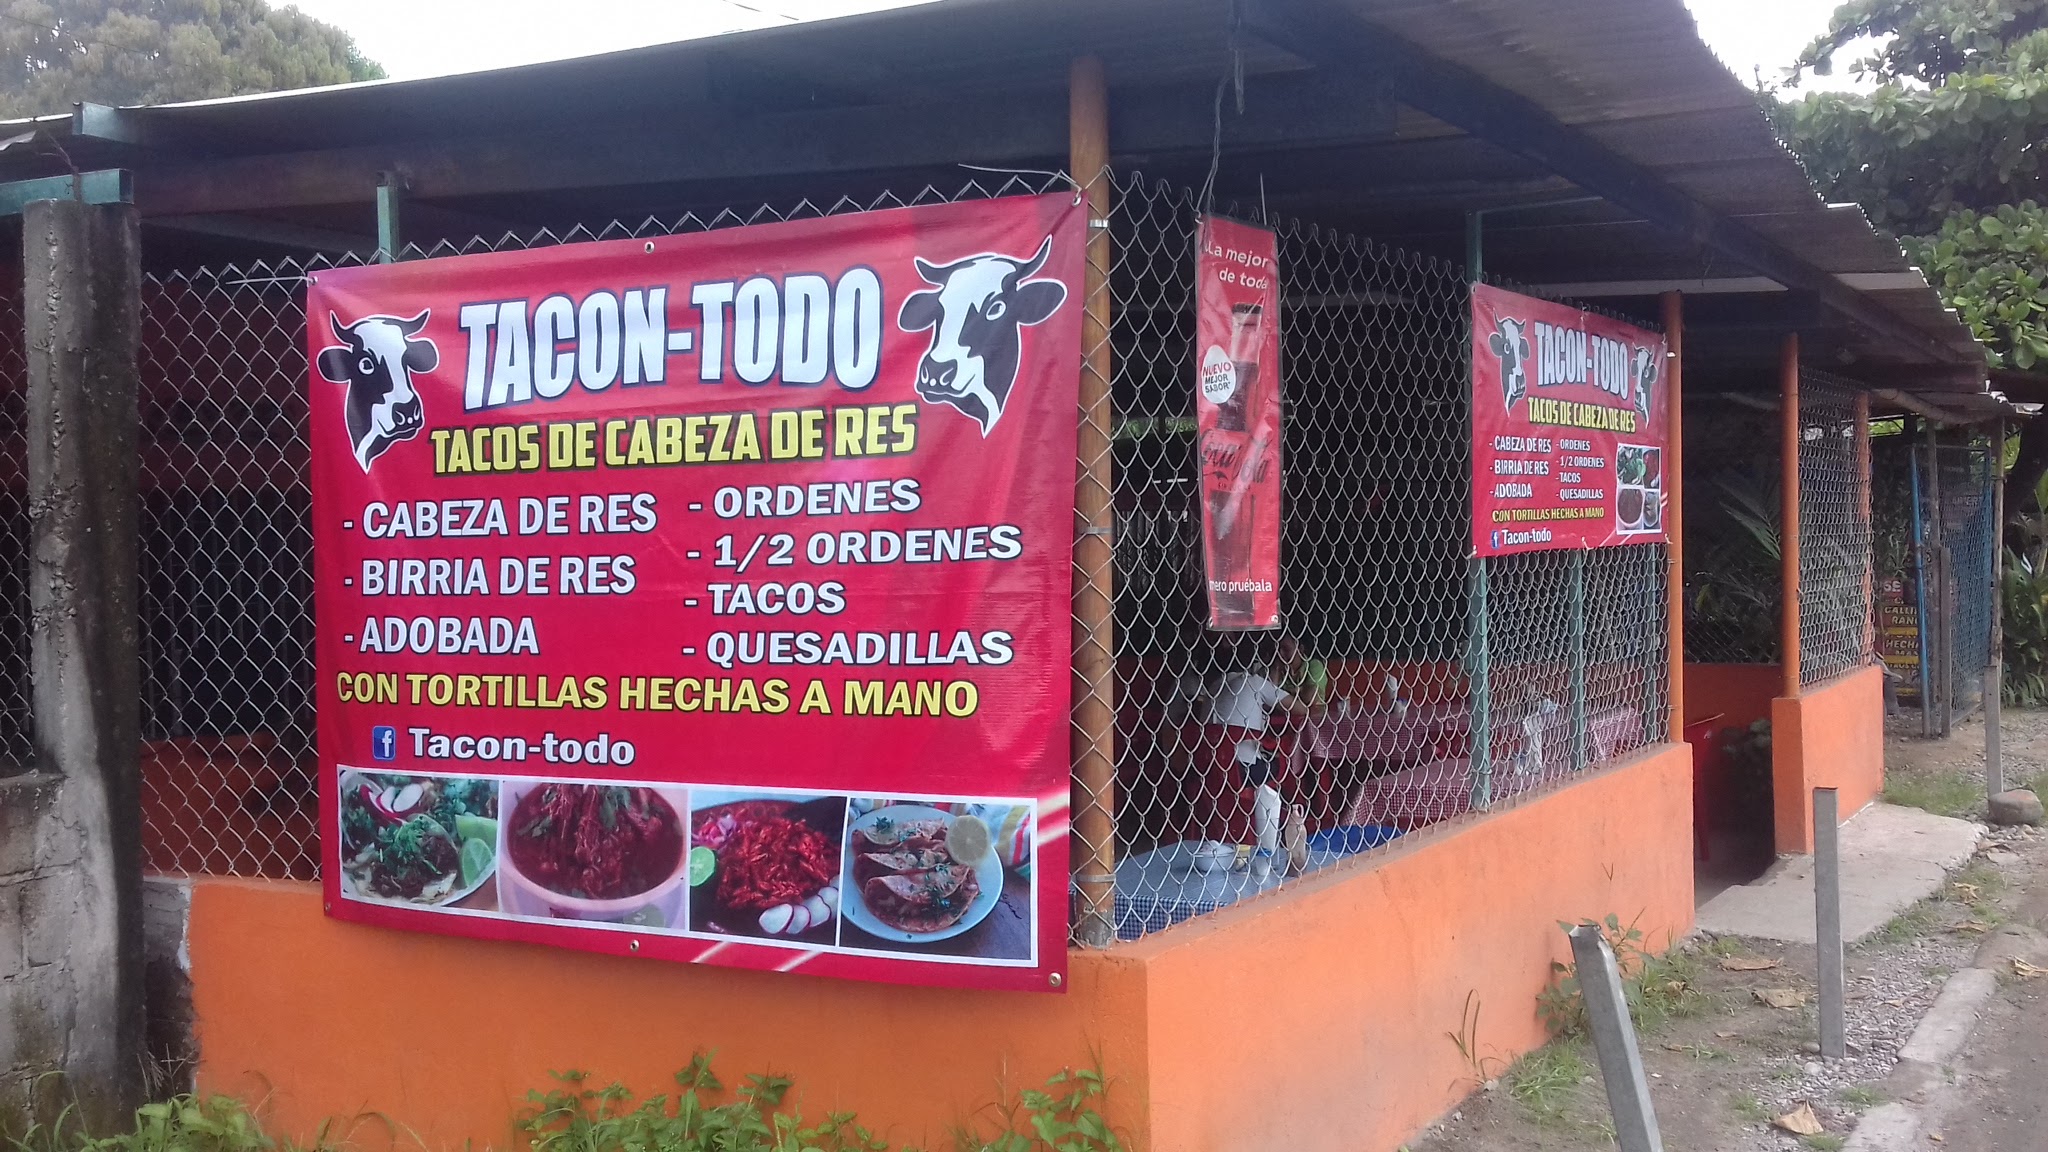 TACON-TODO
TACOS DE CABEZA DE RES
- CABEZA DE RES
- BIRRIA DE RES
- ADOBADA
- ORDENES
- 1/2 ORDENES
- TACOS
- QUESADILLAS
CON TORTILLAS HECHAS A MANO
f Tacon-todo
¡La mejor
de toda
NUEVO
MEJOR
SABOR*
Coca-Cola
mero pruébala
TACON-TODO
TACOS DE CABEZA DE RES
- CABEZA DE RES
- BIRRIA DE RES
- ADOBADA
- ORDENES
- 1/2 ORDENES
- TACOS
- QUESADILLAS
CON TORTILLAS HECHAS A MANO
f Tacon-todo